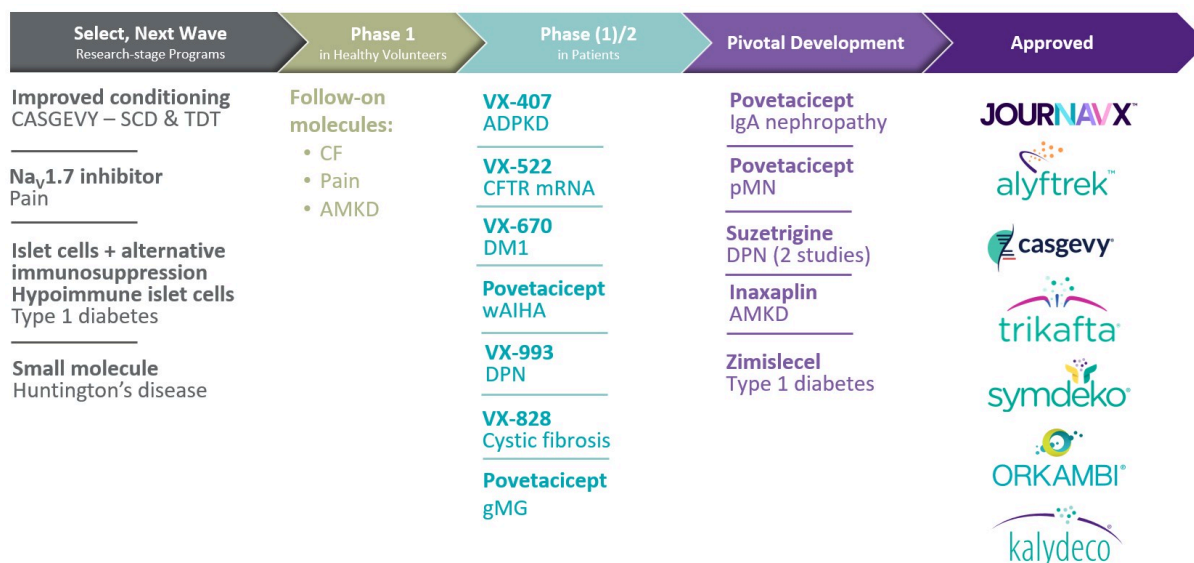 Select, Next Wave
Research-stage Programs
Phase 1
in Healthy Volunteers
Phase (1)/2
in Patients
Pivotal Development
Approved
Improved conditioning
CASGEVY – SCD & TDT
Nav1.7 inhibitor
Pain
Islet cells + alternative
immunosuppression
Hypoimmune islet cells
Type 1 diabetes
Small molecule
Huntington's disease
Follow-on
molecules:
• CF
• Pain
• AMKD
VX-407
ADPKD
VX-522
CFTR mRNA
VX-670
DM1
Povetacicept
wAIHA
VX-993
DPN
VX-828
Cystic fibrosis
Povetacicept
gMG
Povetacicept
IgA nephropathy
Povetacicept
pMN
Suzetrigine
DPN (2 studies)
Inaxaplin
AMKD
Zimislecel
Type 1 diabetes
JOURNAVX™
alyftrek™
casgevy®
trikafta®
symdeko®
ORKAMBI®
kalydeco®